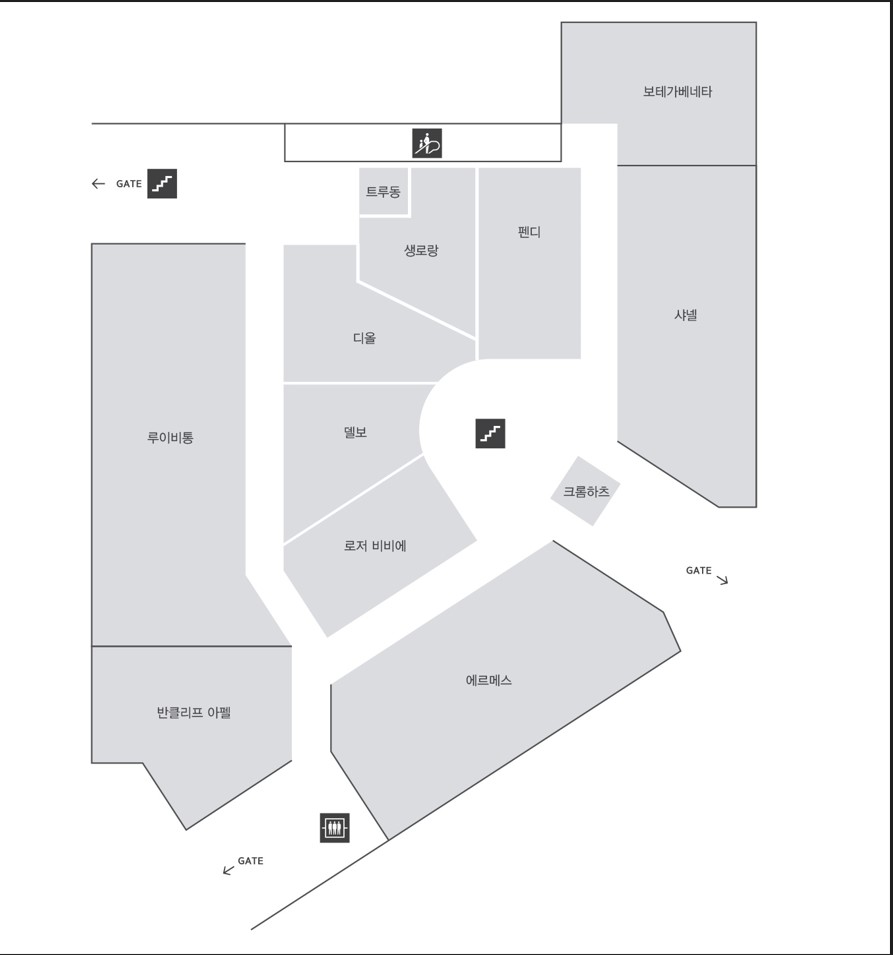 보테가베네타
← GATE
트루동
펜디
생로랑
샤넬
디올
루이비통
델보
크롬하츠
로저 비비에
GATE ↘
에르메스
반클리프 아펠
GATE ↙